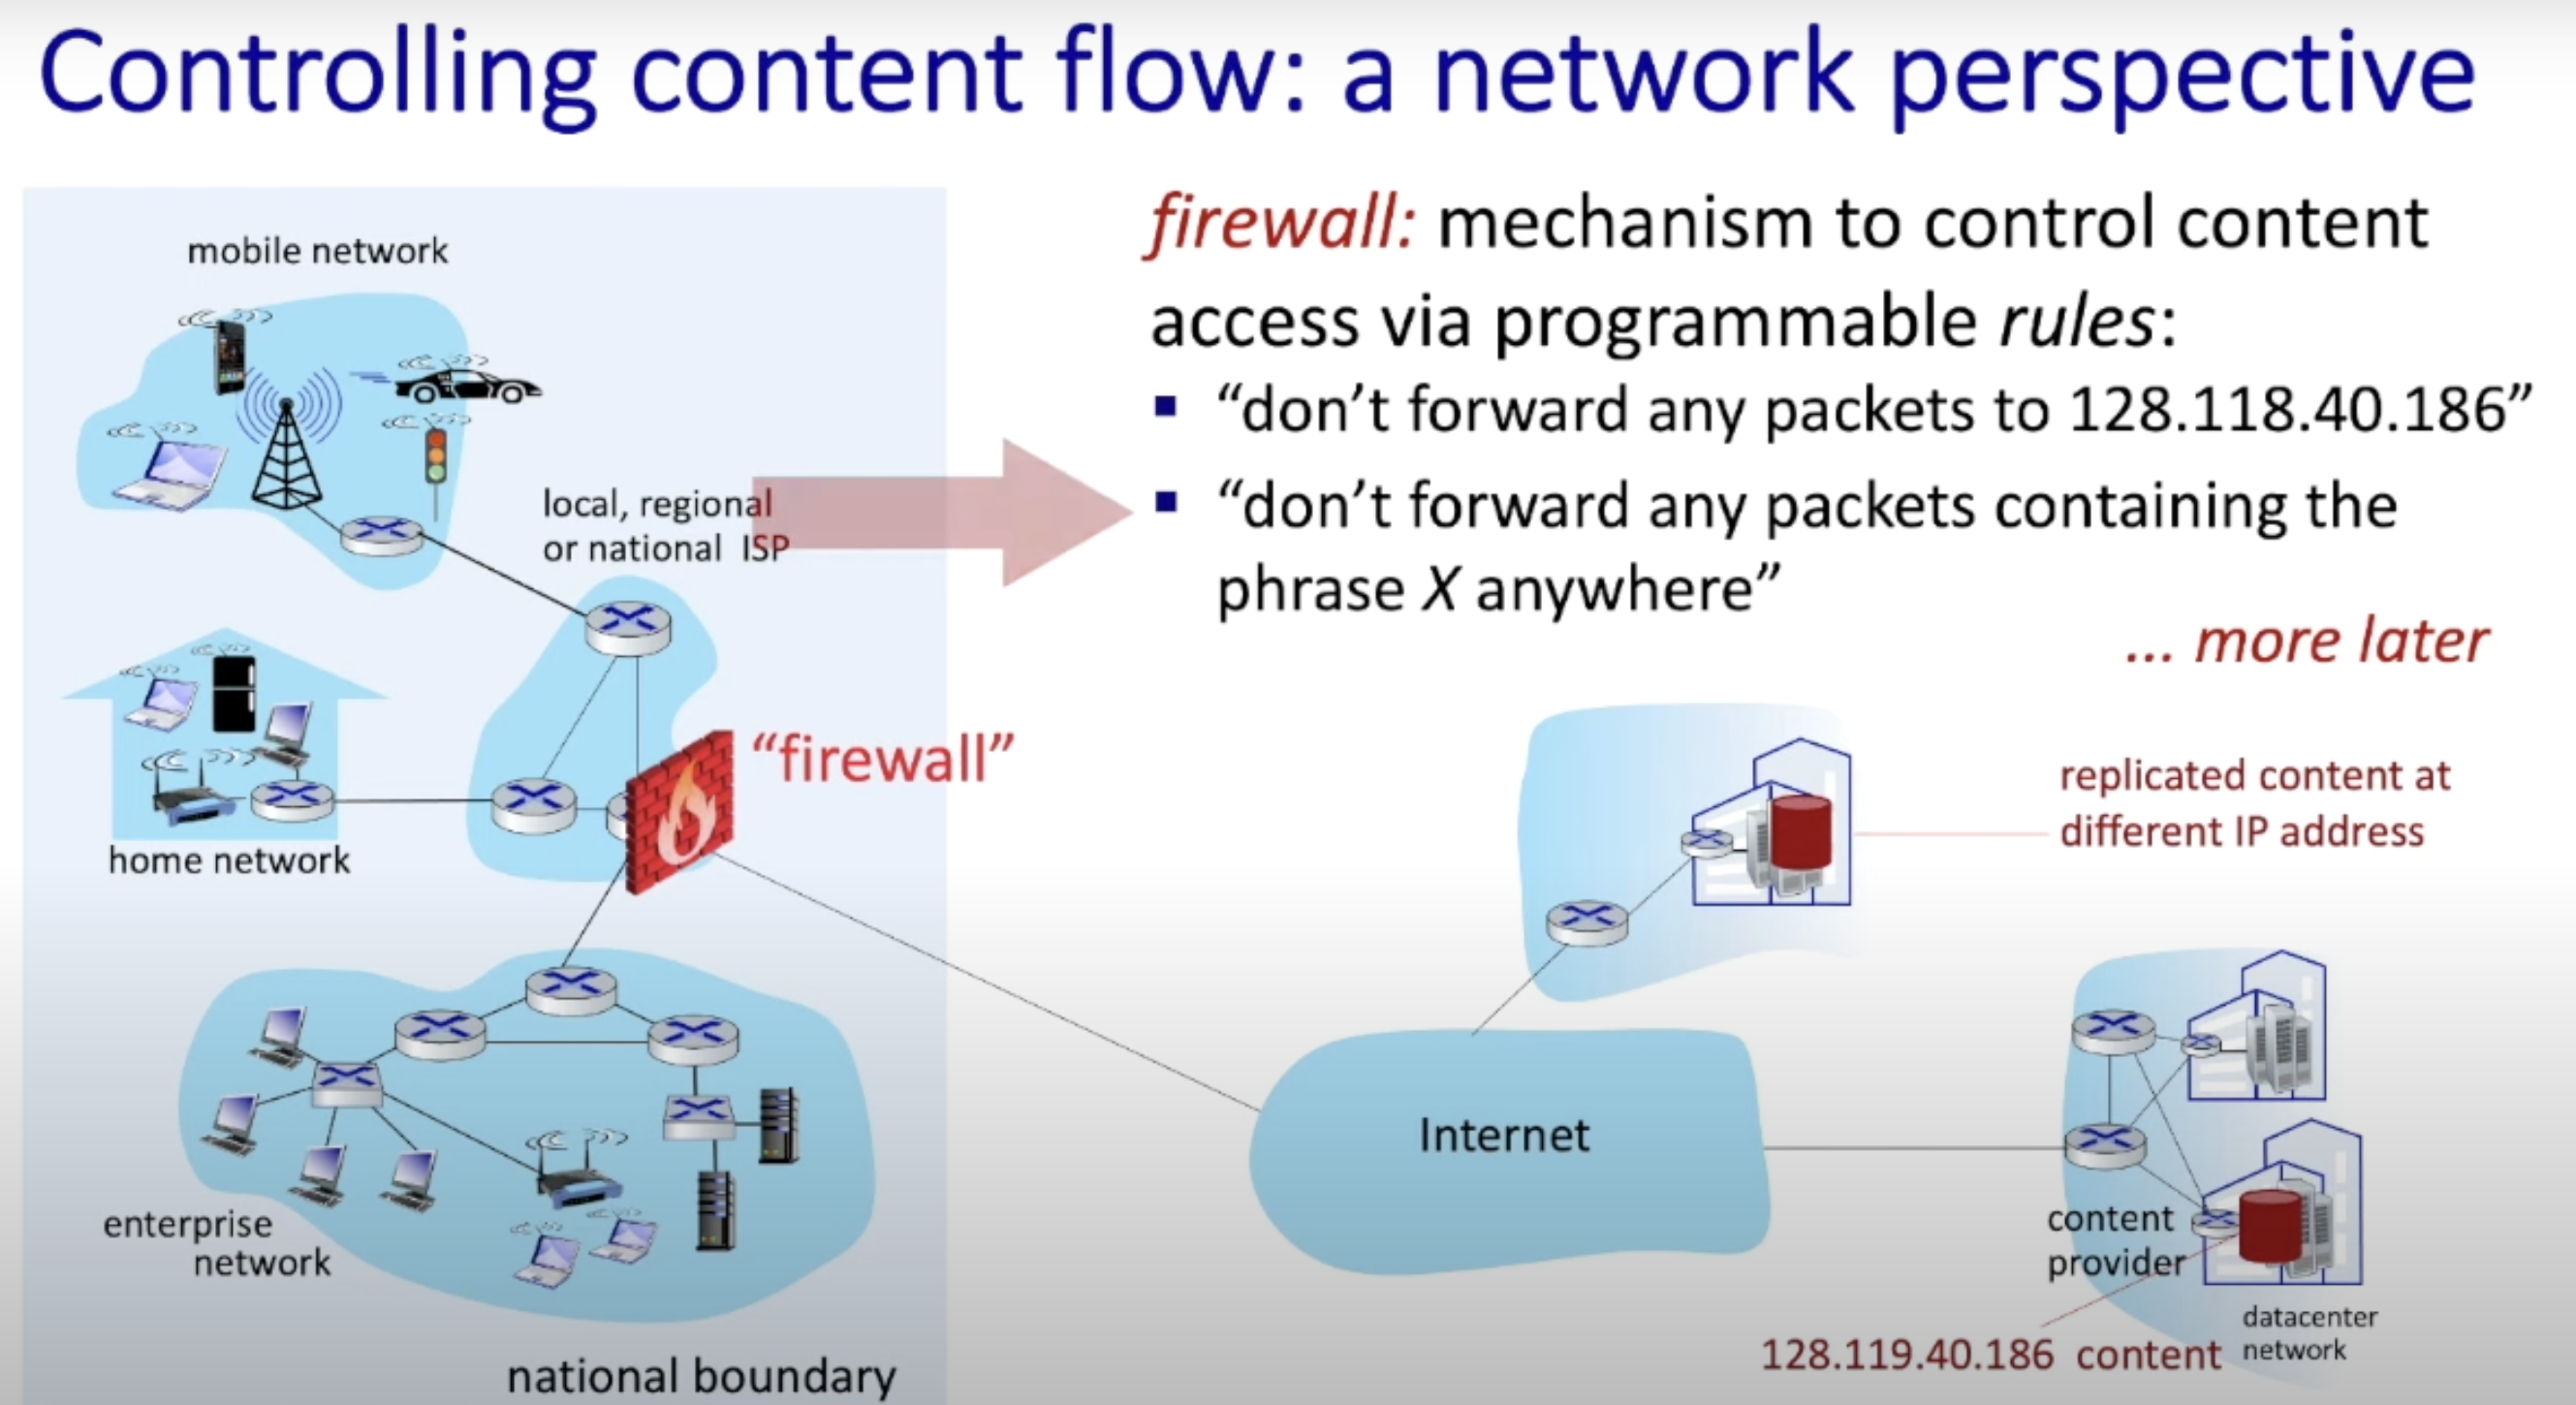 Controlling content flow: a network perspective
firewall: mechanism to control content
access via programmable rules:
“don’t forward any packets to 128.118.40.186”
“don’t forward any packets containing the
phrase X anywhere”
... more later
mobile network
local, regional
or national ISP
“firewall”
home network
enterprise
network
national boundary
Internet
replicated content at
different IP address
content
provider
datacenter
network
128.119.40.186 content